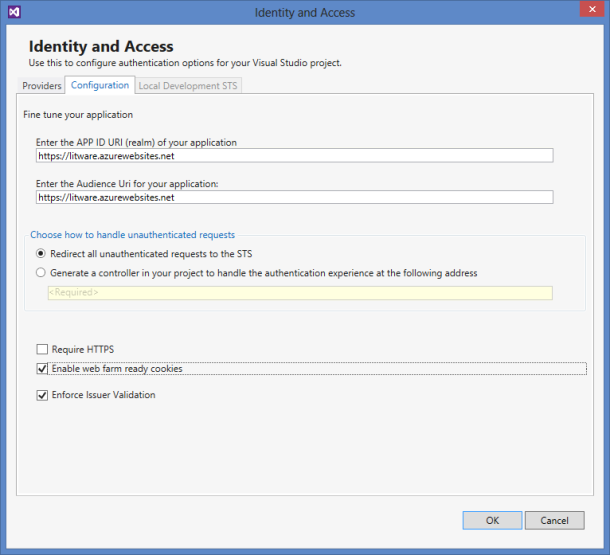 Identity and Access
Identity and Access
Use this to configure authentication options for your Visual Studio project.
Providers Configuration Local Development STS
Fine tune your application
Enter the APP ID URI (realm) of your application
https://litware.azurewebsites.net
Enter the Audience Uri for your application:
https://litware.azurewebsites.net
Choose how to handle unauthenticated requests
Redirect all unauthenticated requests to the STS
Generate a controller in your project to handle the authentication experience at the following address
<Required>
Require HTTPS
Enable web farm ready cookies
Enforce Issuer Validation
OK Cancel